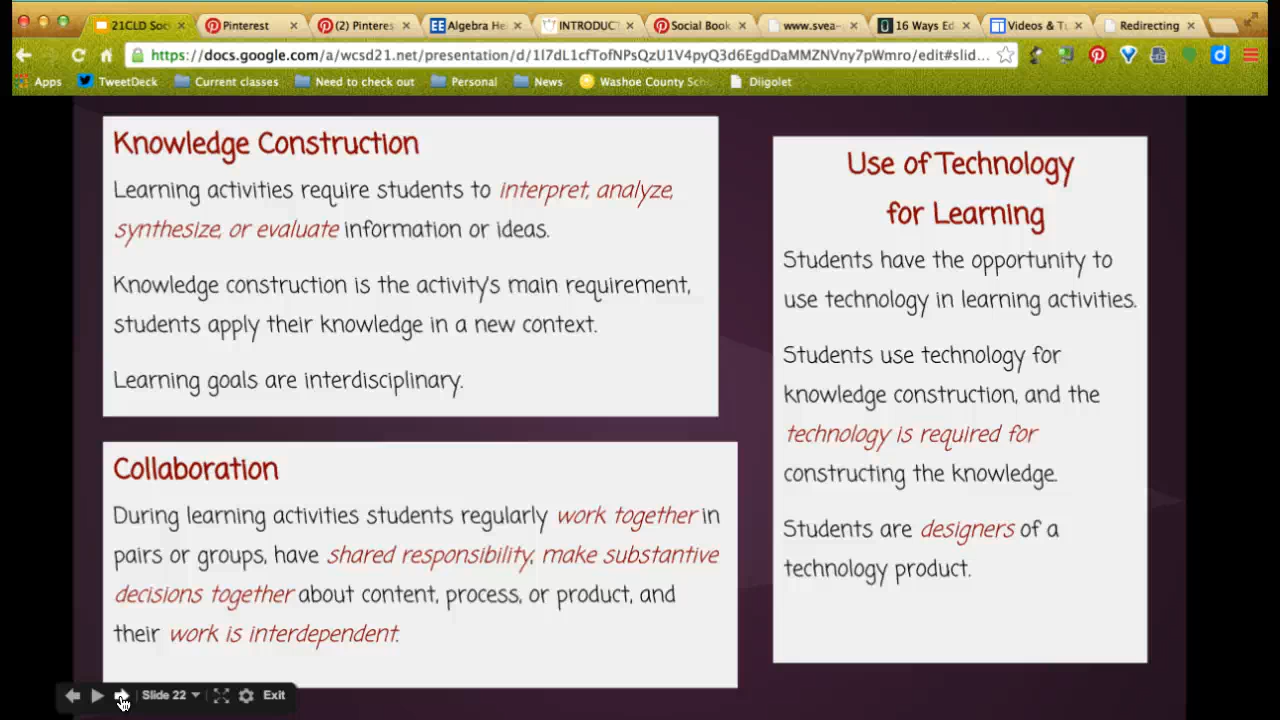 21CLD Soc
Pinterest
(2) Pinteres
Algebra He
INTRODUCT
Social Book
www.svea-
16 Ways Ed
Videos & Tu
Redirecting
https://docs.google.com/a/wcsd21.net/presentation/d/1l7dL1cfTofNPsQzU1V4pyQ3d6EgdDaMMZNVny7pWmro/edit#slid...
Apps
TweetDeck
Current classes
Need to check out
Personal
News
Washoe County Sch
Diigolet
Knowledge Construction
Learning activities require students to interpret, analyze,
synthesize, or evaluate information or ideas.
Knowledge construction is the activity's main requirement,
students apply their knowledge in a new context.
Learning goals are interdisciplinary.
Collaboration
During learning activities students regularly work together in
pairs or groups, have shared responsibility, make substantive
decisions together about content, process, or product, and
their work is interdependent.
Use of Technology
for Learning
Students have the opportunity to
use technology in learning activities.
Students use technology for
knowledge construction, and the
technology is required for
constructing the knowledge.
Students are designers of a
technology product.
Slide 22
Exit